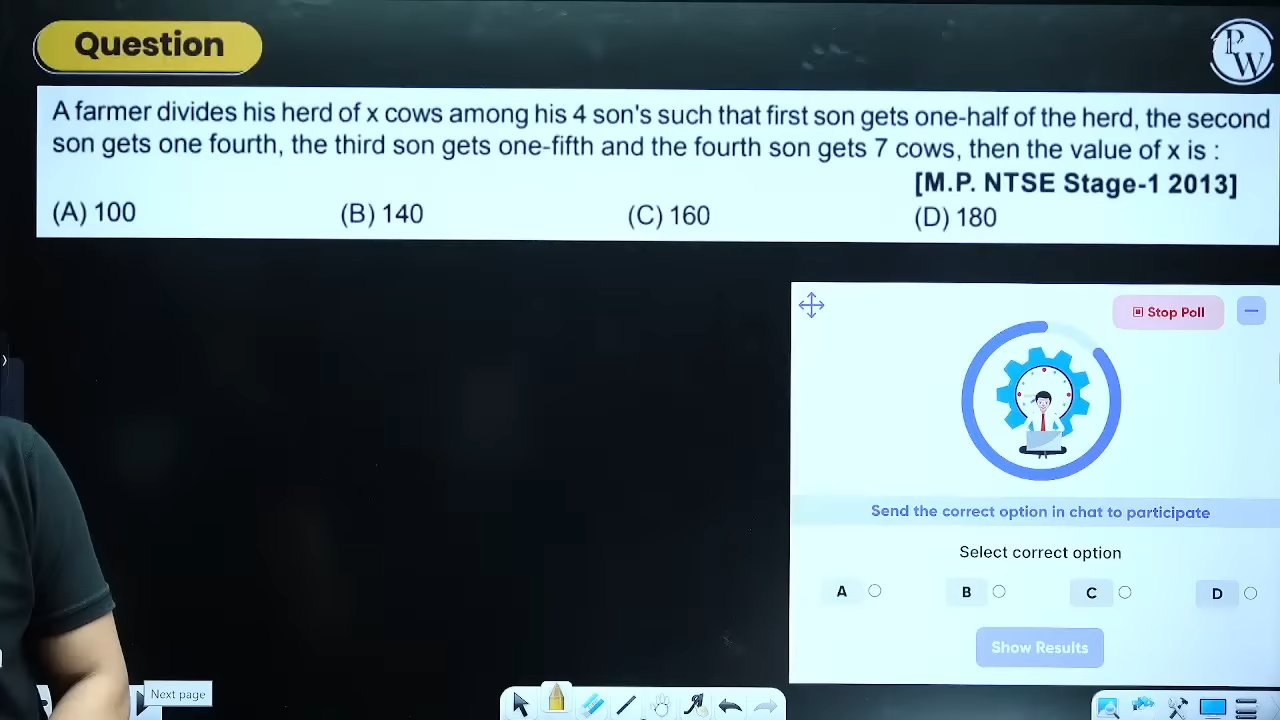 Question
PW
A farmer divides his herd of x cows among his 4 son's such that first son gets one-half of the herd, the second
son gets one fourth, the third son gets one-fifth and the fourth son gets 7 cows, then the value of x is :
[M.P. NTSE Stage-1 2013]
(A) 100 (B) 140 (C) 160 (D) 180
Stop Poll
Send the correct option in chat to participate
Select correct option
A B C D
Show Results
Next page